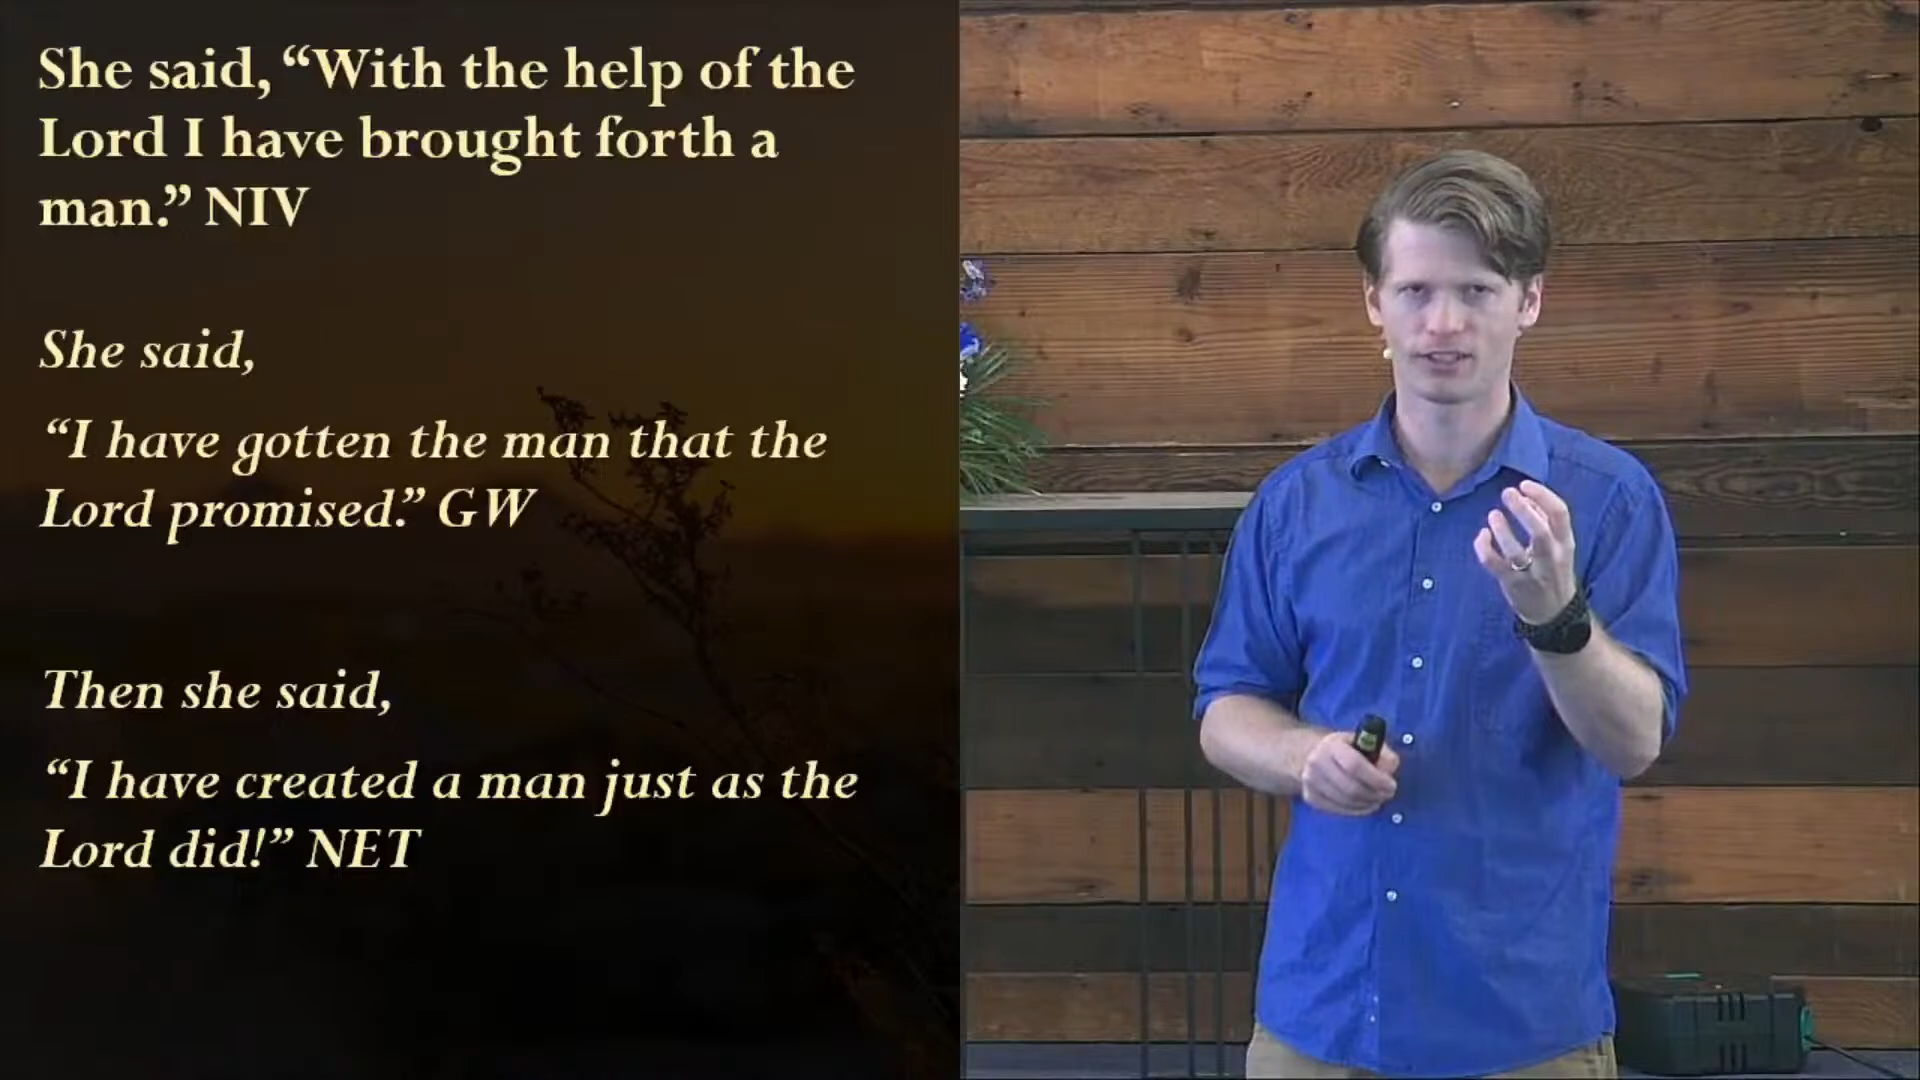 She said, “With the help of the
Lord I have brought forth a
man.” NIV
She said,
“I have gotten the man that the
Lord promised.” GW
Then she said,
“I have created a man just as the
Lord did!” NET